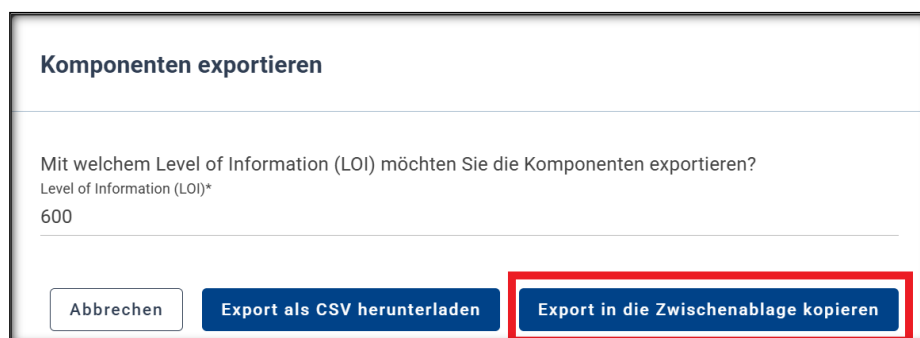 Komponenten exportieren
Mit welchem Level of Information (LOI) möchten Sie die Komponenten exportieren?
Level of Information (LOI)*
600
Abbrechen
Export als CSV herunterladen
Export in die Zwischenablage kopieren